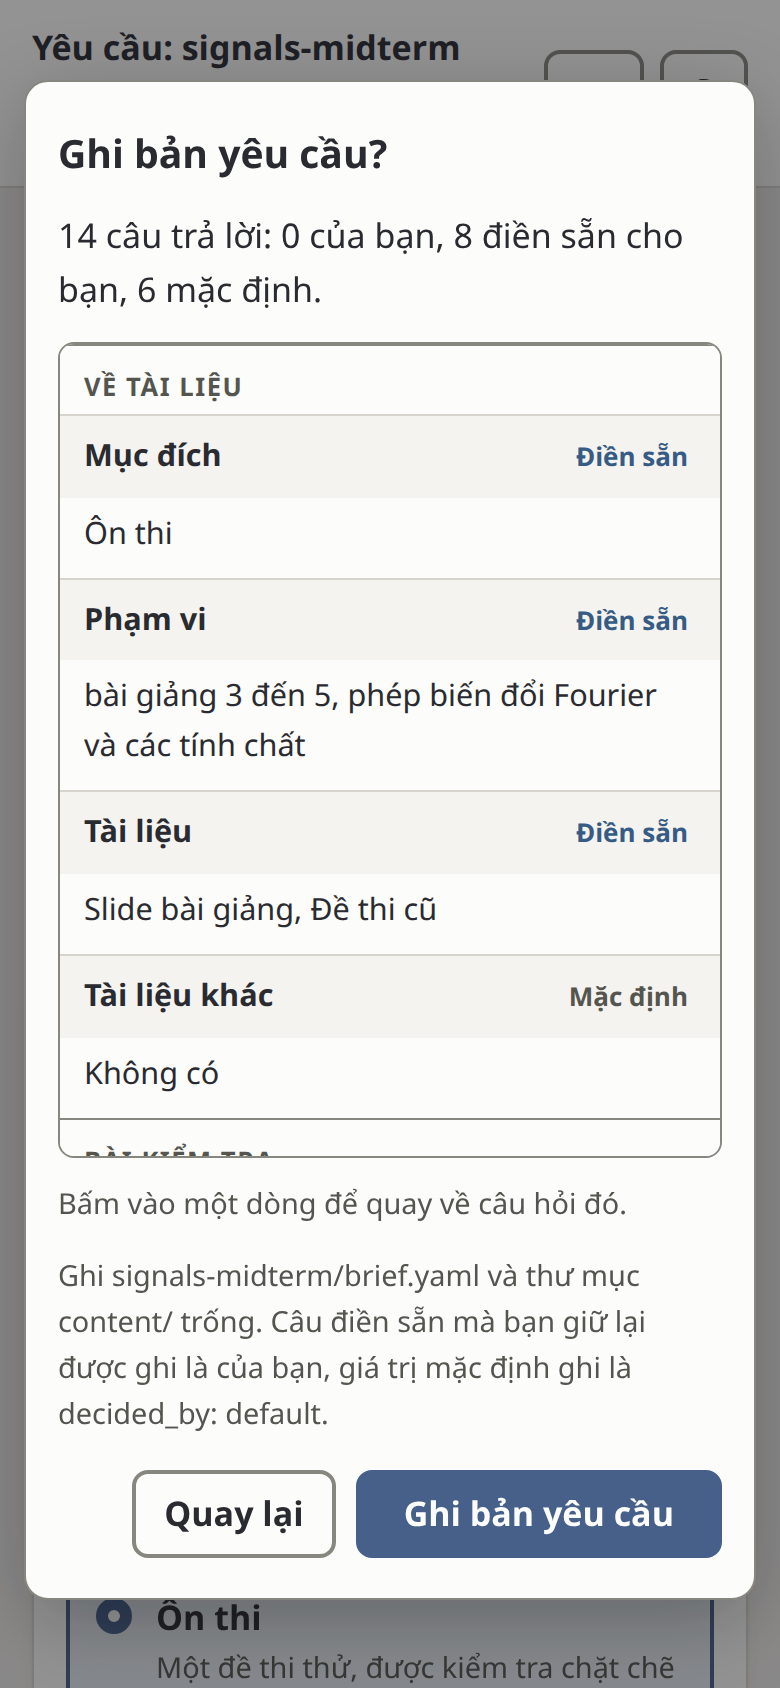 Yêu cầu: signals-midterm
Ghi bản yêu cầu?
14 câu trả lời: 0 của bạn, 8 điền sẵn cho
bạn, 6 mặc định.
VỀ TÀI LIỆU
Mục đích Điền sẵn
Ôn thi
Phạm vi Điền sẵn
bài giảng 3 đến 5, phép biến đổi Fourier
và các tính chất
Tài liệu Điền sẵn
Slide bài giảng, Đề thi cũ
Tài liệu khác Mặc định
Không có
BÀI KIỂM TRA
Bấm vào một dòng để quay về câu hỏi đó.
Ghi signals-midterm/brief.yaml và thư mục
content/ trống. Câu điền sẵn mà bạn giữ lại
được ghi là của bạn, giá trị mặc định ghi là
decided_by: default.
Quay lại Ghi bản yêu cầu
Ôn thi
Một đề thi thử, được kiểm tra chặt chẽ